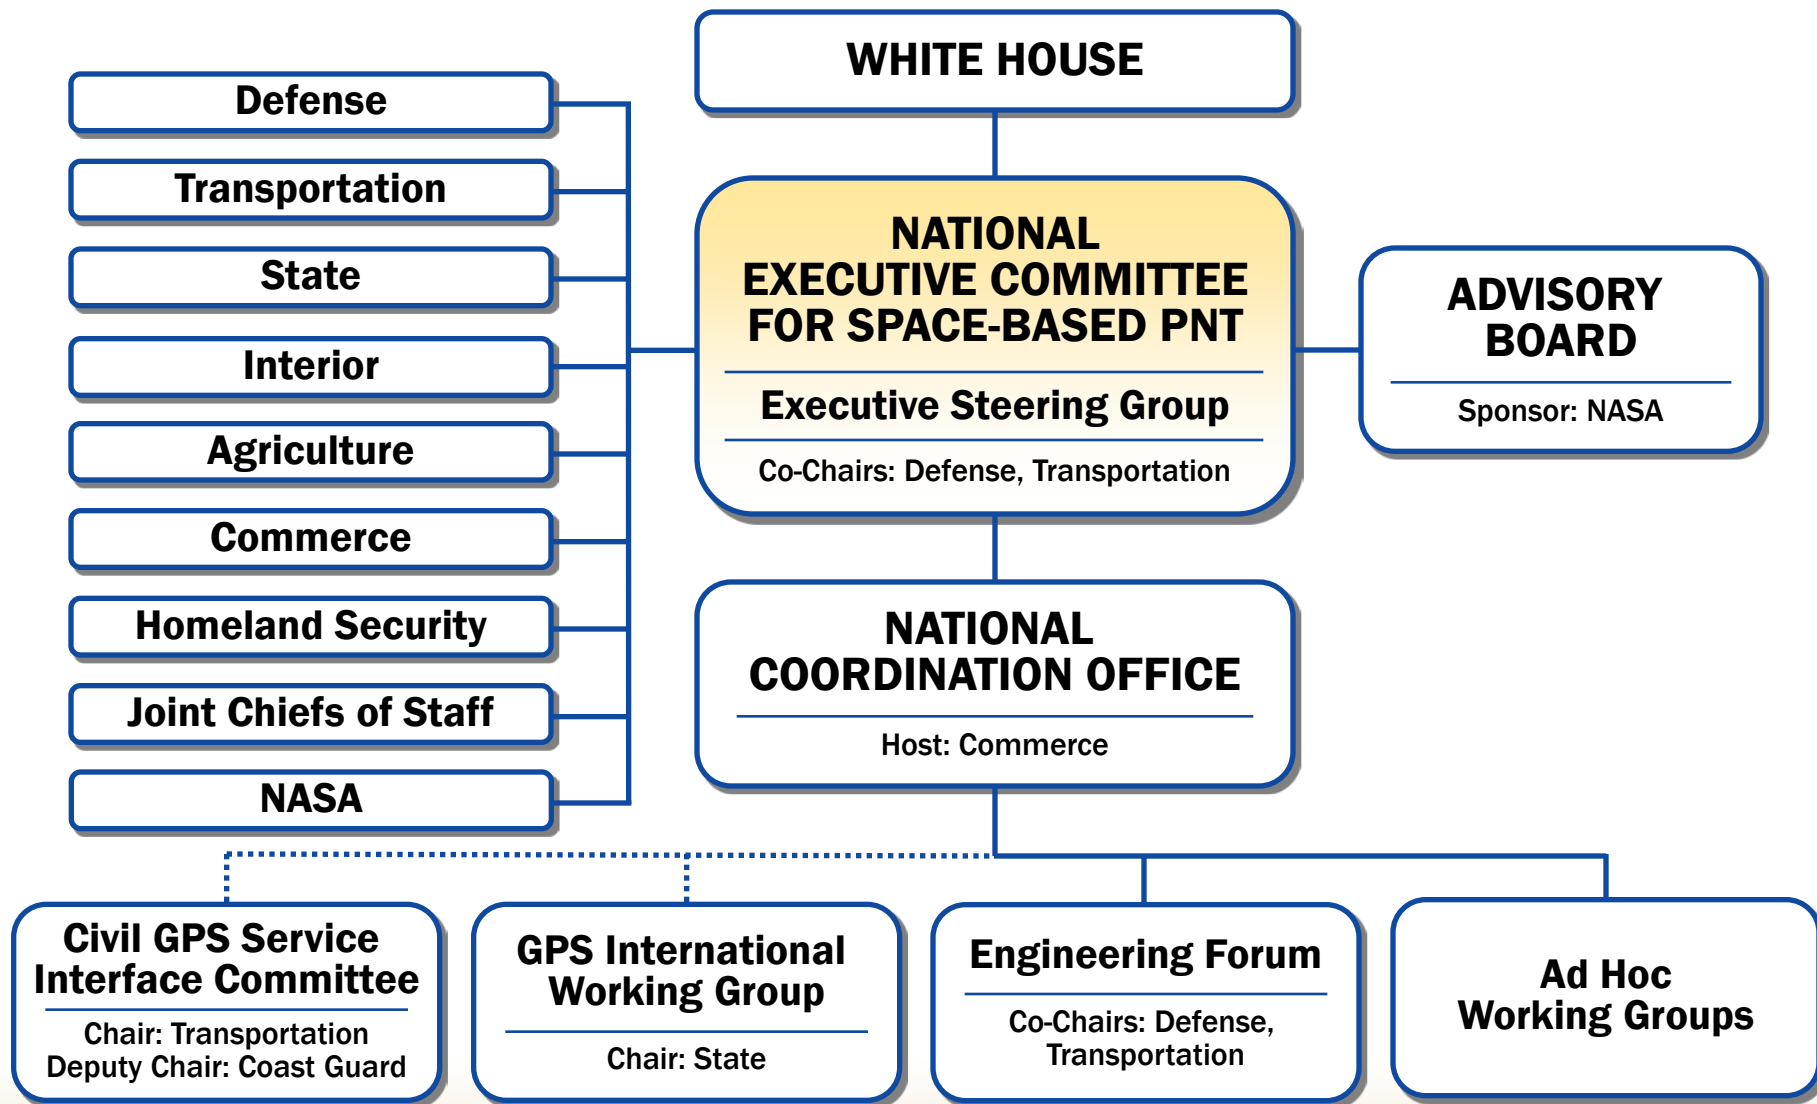 WHITE HOUSE
Defense
Transportation
State
Interior
Agriculture
Commerce
Homeland Security
Joint Chiefs of Staff
NASA
NATIONAL
EXECUTIVE COMMITTEE
FOR SPACE-BASED PNT
Executive Steering Group
Co-Chairs: Defense, Transportation
ADVISORY
BOARD
Sponsor: NASA
NATIONAL
COORDINATION OFFICE
Host: Commerce
Civil GPS Service
Interface Committee
Chair: Transportation
Deputy Chair: Coast Guard
GPS International
Working Group
Chair: State
Engineering Forum
Co-Chairs: Defense,
Transportation
Ad Hoc
Working Groups